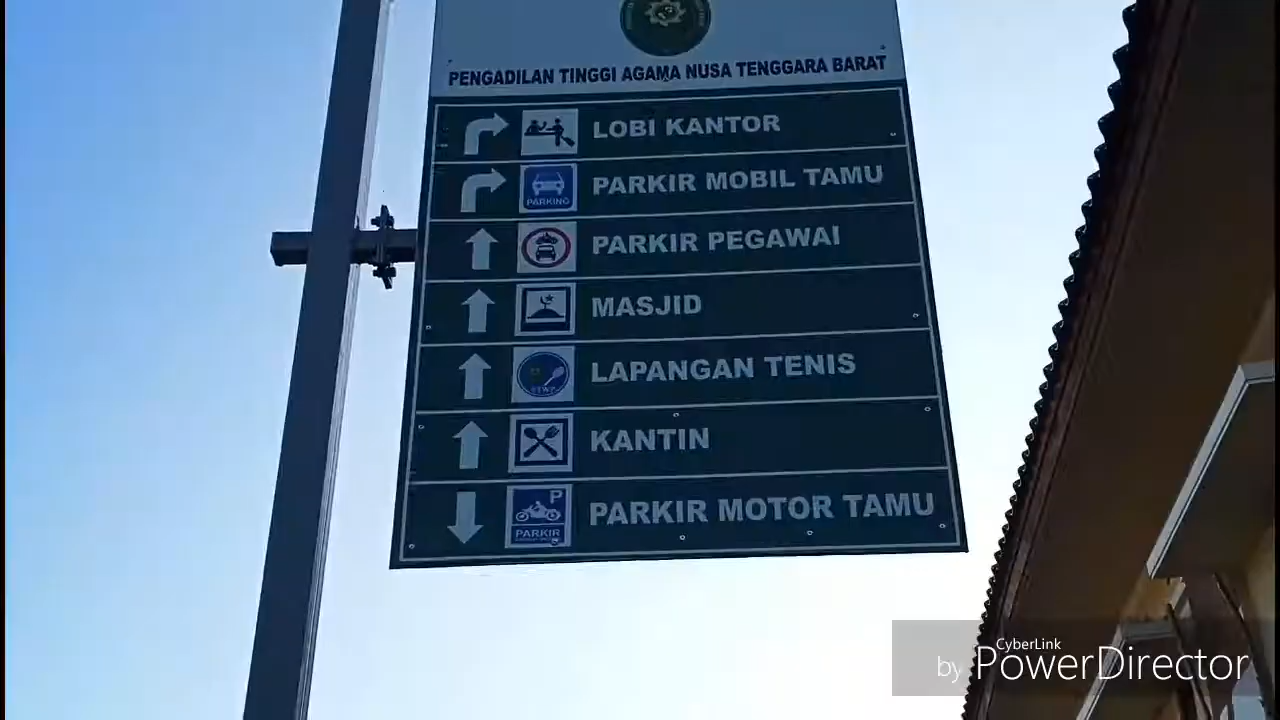 PENGADILAN TINGGI AGAMA NUSA TENGGARA BARAT
LOBI KANTOR
PARKING
PARKIR MOBIL TAMU
PARKIR PEGAWAI
MASJID
LAPANGAN TENIS
KANTIN
P
PARKIR
PARKIR MOTOR TAMU
CyberLink
by PowerDirector